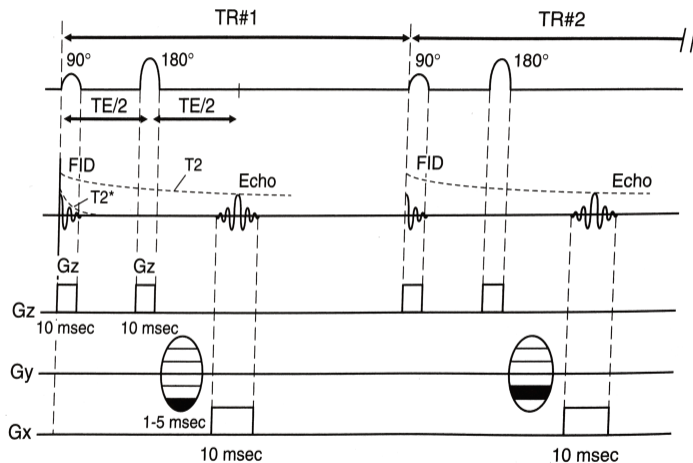 TR#1
TR#2
90°
180°
90°
180°
TE/2
TE/2
FID
T2
Echo
FID
Echo
T2*
Gz
Gz
Gz
10 msec
10 msec
Gy
1-5 msec
Gx
10 msec
10 msec